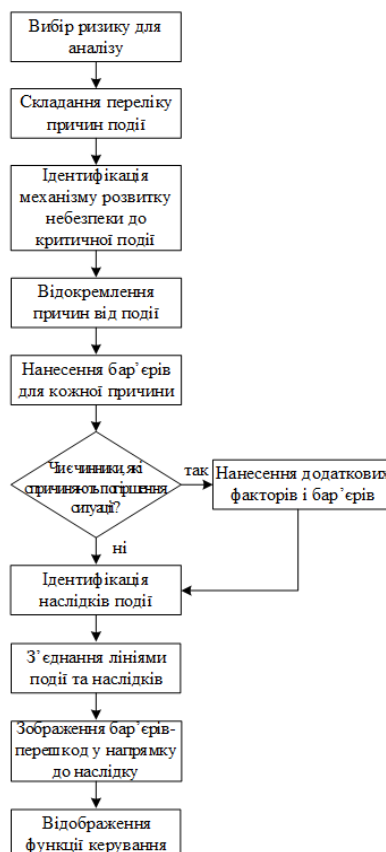 Вибір ризику для
аналізу
Складання переліку
причин події
Ідентифікація
механізму розвитку
небезпеки до
критичної події
Відокремлення
причин від події
Нанесення бар’єрів
для кожної причини
Чи є чинники, які
спричиняють погіршення
ситуації?
так
Нанесення додаткових
факторів і бар’єрів
ні
Ідентифікація
наслідків події
З’єднання лініями
події та наслідків
Зображення бар’єрів-
перешкод у напрямку
до наслідку
Відображення
функції керування